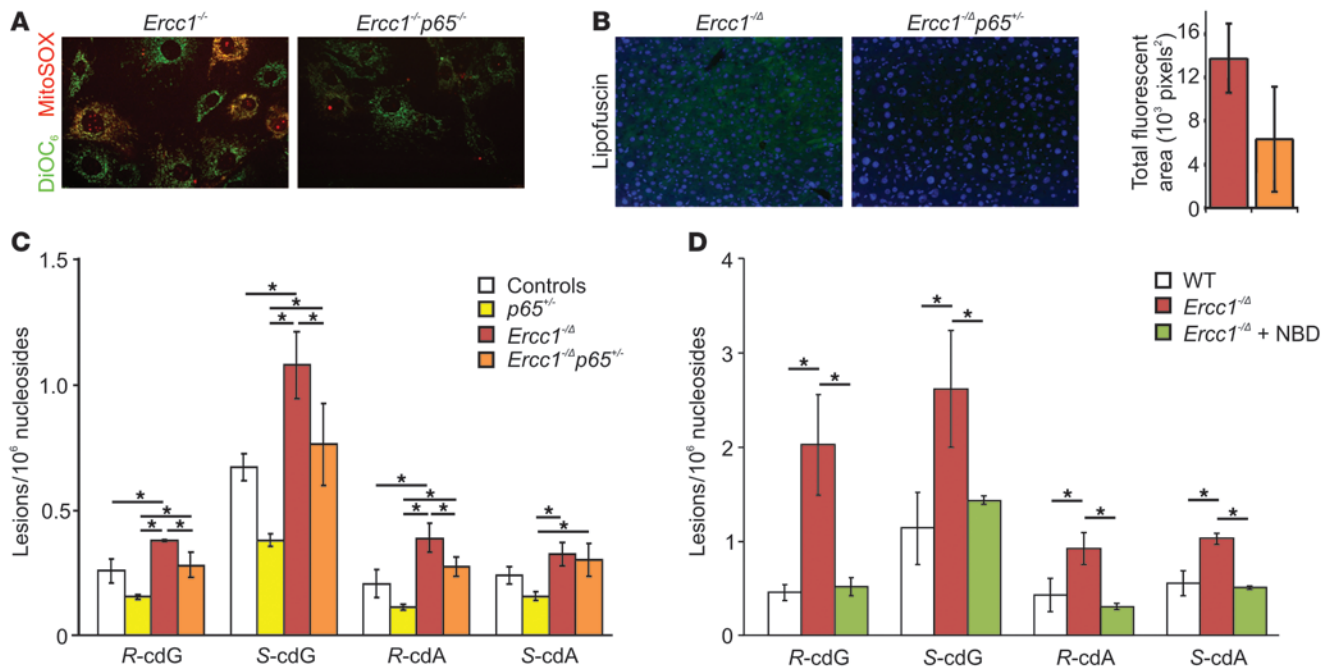 A
Ercc1-/-
Ercc1-/-p65-/-
DiOC6 MitoSOX
B
Ercc1-/Δ
Ercc1-/Δp65+/-
Lipofuscin
Total fluorescent
area (10³ pixels²)
16
12
8
4
0
C
Lesions/10⁶ nucleosides
1.5
1.0
0.5
0
Controls
p65+/-
Ercc1-/Δ
Ercc1-/Δp65+/-
* * * * * * * * * * * * * *
R-cdG S-cdG R-cdA S-cdA
D
Lesions/10⁶ nucleosides
4
3
2
1
0
WT
Ercc1-/Δ
Ercc1-/Δ + NBD
* * * * * * * *
R-cdG S-cdG R-cdA S-cdA